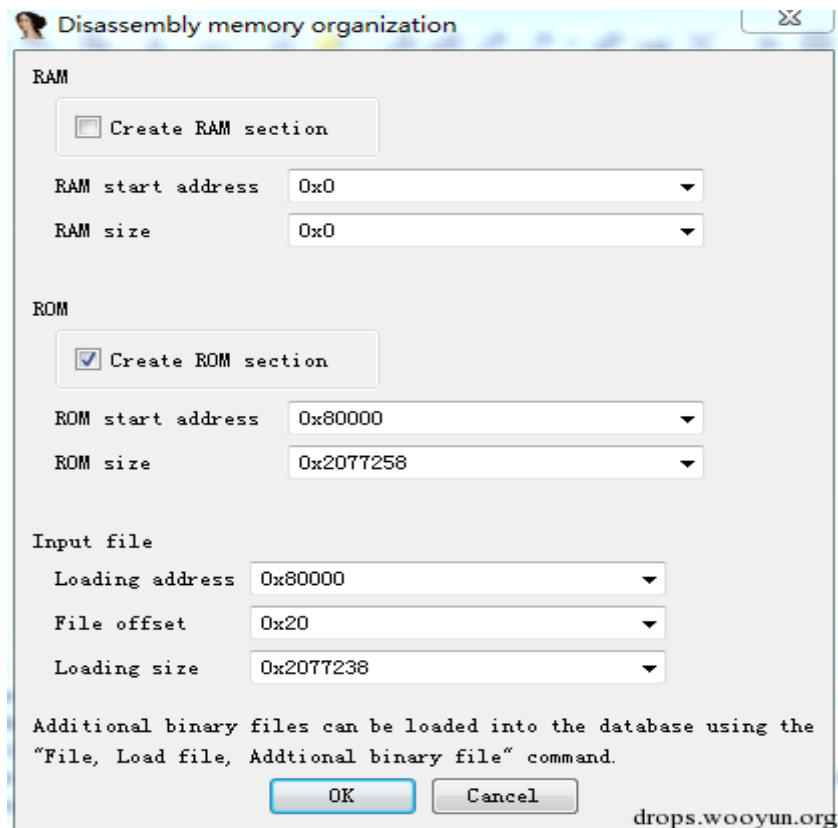 Disassembly memory organization
RAM
Create RAM section
RAM start address 0x0
RAM size 0x0
ROM
Create ROM section
ROM start address 0x80000
ROM size 0x2077258
Input file
Loading address 0x80000
File offset 0x20
Loading size 0x2077238
Additional binary files can be loaded into the database using the
"File, Load file, Addtional binary file" command.
OK Cancel
drops.wooyun.org